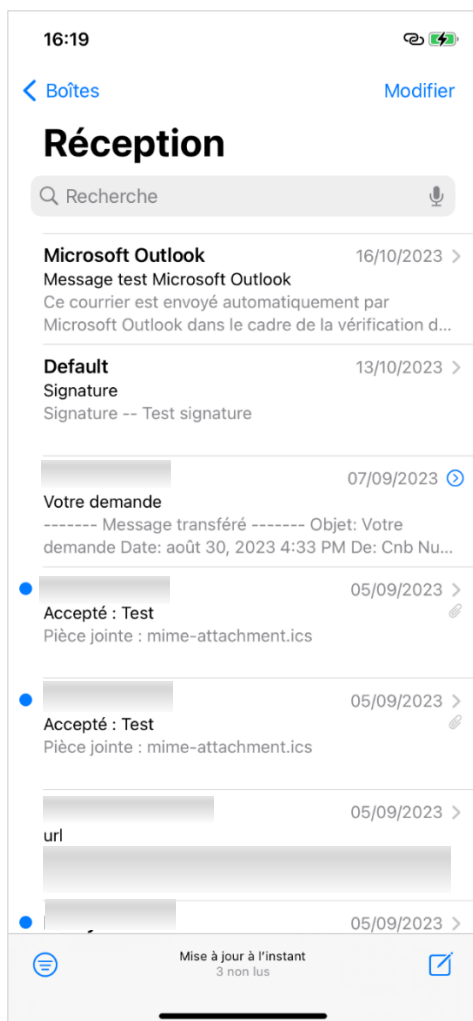 16:19
Boîtes
Modifier
Réception
Recherche
Microsoft Outlook 16/10/2023
Message test Microsoft Outlook
Ce courrier est envoyé automatiquement par
Microsoft Outlook dans le cadre de la vérification d...
Default 13/10/2023
Signature
Signature -- Test signature
07/09/2023
Votre demande
------- Message transféré ------- Objet: Votre
demande Date: août 30, 2023 4:33 PM De: Cnb Nu...
05/09/2023
Accepté : Test
Pièce jointe : mime-attachment.ics
05/09/2023
Accepté : Test
Pièce jointe : mime-attachment.ics
05/09/2023
url
05/09/2023
Mise à jour à l'instant
3 non lus